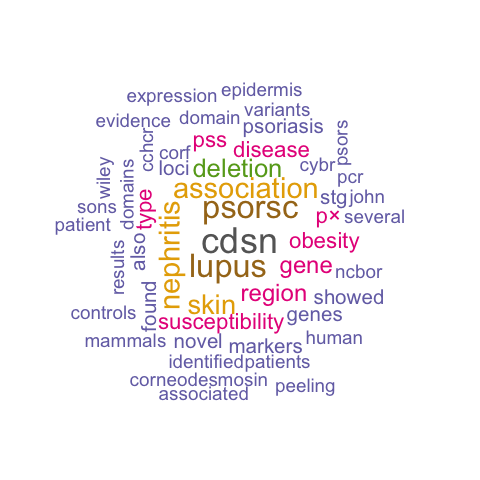 epidermis
expression
variants
evidence
domain
psoriasis
psors
cchcr
pss
disease
corf
cybr
loci
deletion
pcr
wiley
association
stg
john
sons
domains
type
psorsc
p×
several
patient
nephritis
cdsn
obesity
also
results
lupus
gene
ncbor
region
showed
found
skin
controls
susceptibility
genes
mammals
novel
markers
human
identified
patients
corneodesmosin
peeling
associated